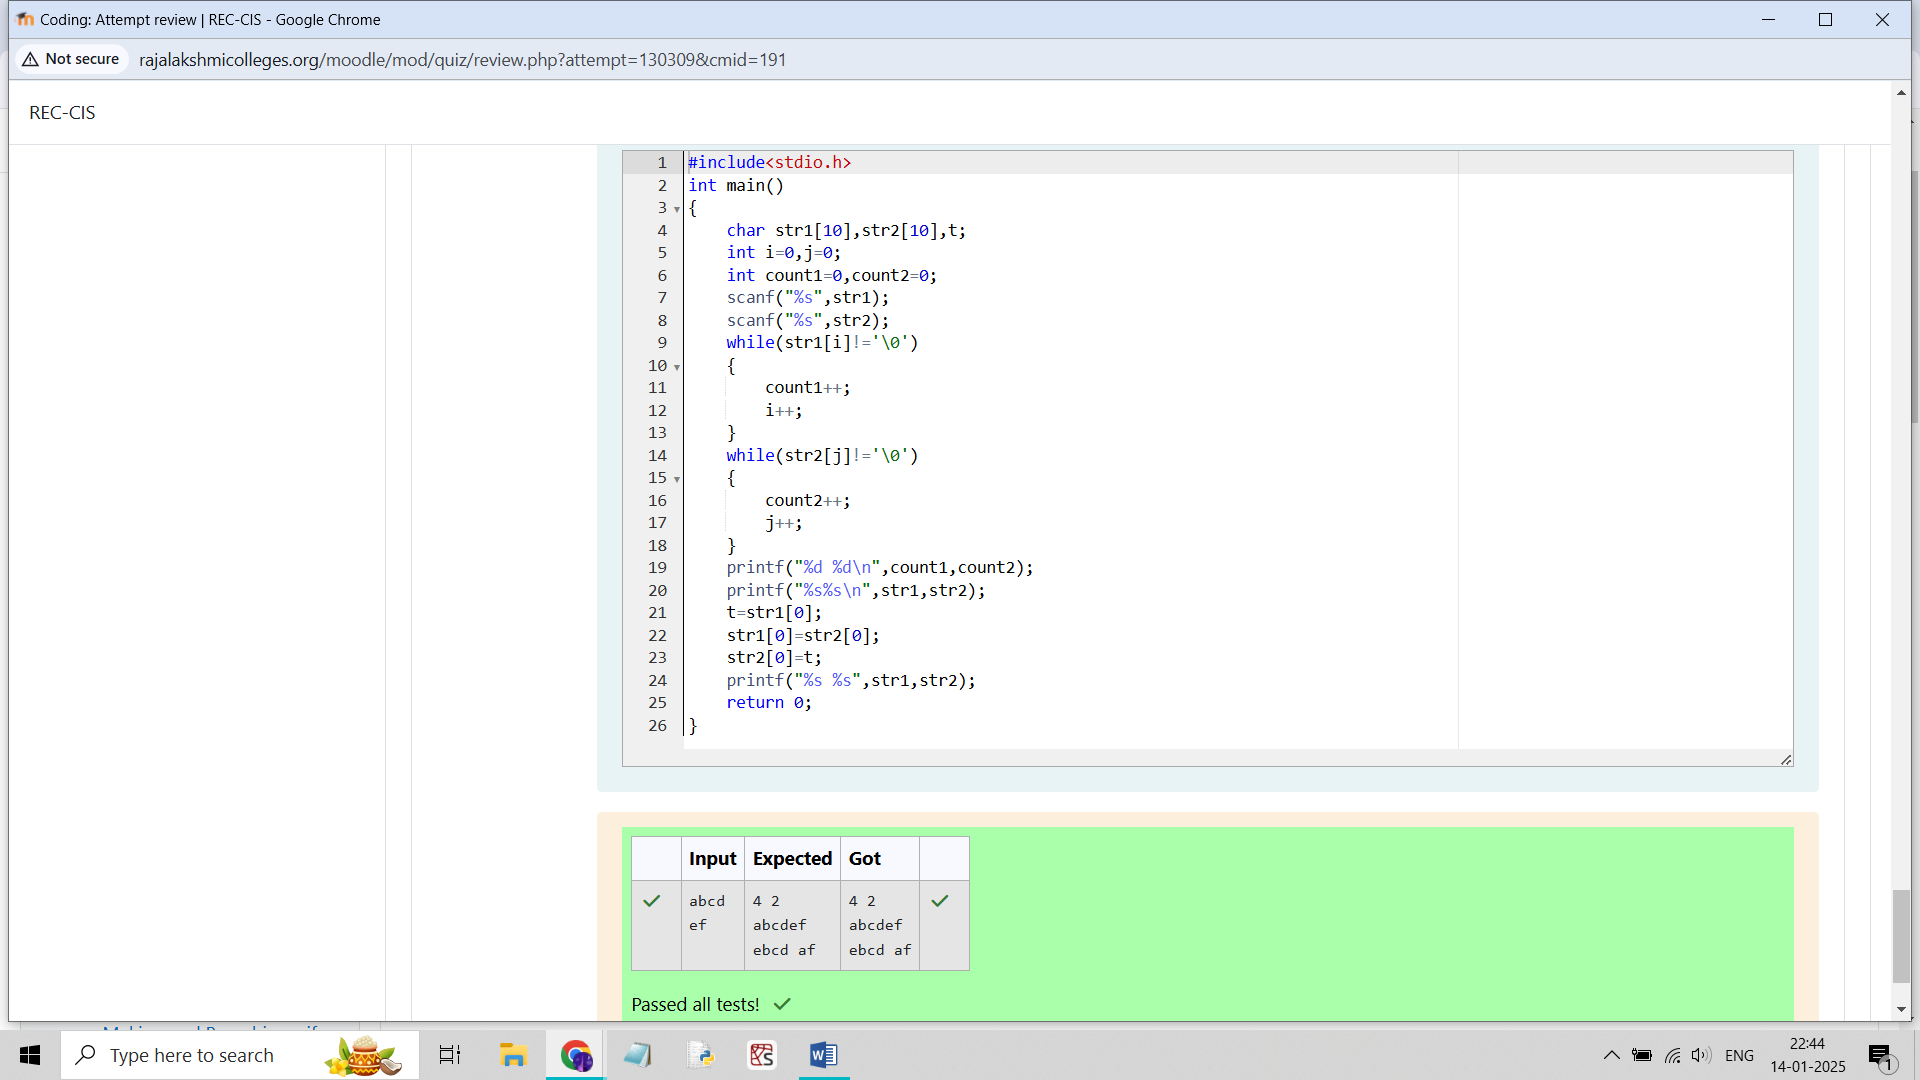 Coding: Attempt review | REC-CIS - Google Chrome
Not secure rajalakshmicolleges.org/moodle/mod/quiz/review.php?attempt=130309&cmid=191
REC-CIS
1 #include<stdio.h>
2 int main()
3 {
4 char str1[10],str2[10],t;
5 int i=0,j=0;
6 int count1=0,count2=0;
7 scanf("%s",str1);
8 scanf("%s",str2);
9 while(str1[i]!='\0')
10 {
11 count1++;
12 i++;
13 }
14 while(str2[j]!='\0')
15 {
16 count2++;
17 j++;
18 }
19 printf("%d %d\n",count1,count2);
20 printf("%s%s\n",str1,str2);
21 t=str1[0];
22 str1[0]=str2[0];
23 str2[0]=t;
24 printf("%s %s",str1,str2);
25 return 0;
26 }
Input Expected Got
abcd 4 2 4 2
ef abcdef abcdef
ebcd af ebcd af
Passed all tests!
Type here to search
ENG
22:44
14-01-2025
1